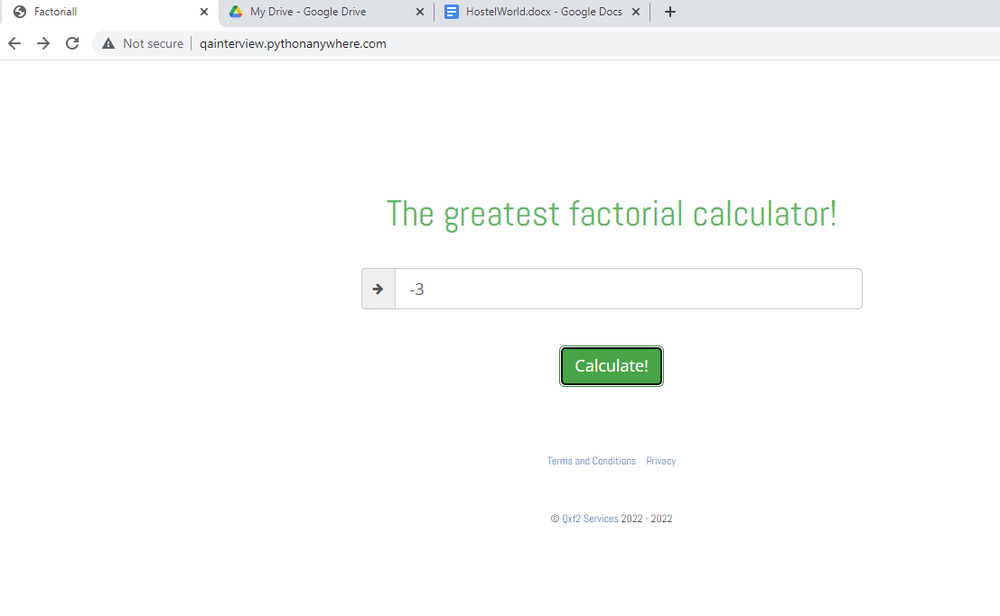 Factoriall
My Drive - Google Drive
HostelWorld.docx - Google Docs
Not secure
qainterview.pythonanywhere.com
The greatest factorial calculator!
-3
Calculate!
Terms and Conditions Privacy
© Qxf2 Services 2022 - 2022